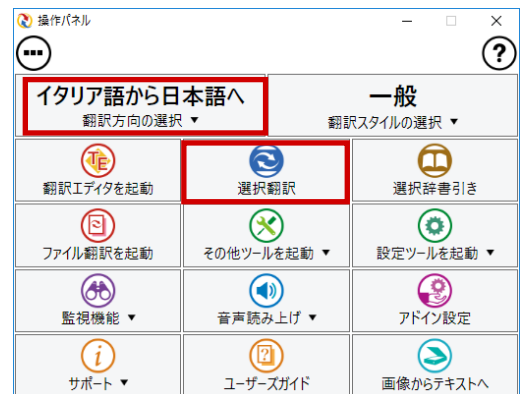 操作パネル
イタリア語から日本語へ
翻訳方向の選択 ▼
一般
翻訳スタイルの選択 ▼
TE
翻訳エディタを起動
選択翻訳
選択辞書引き
ファイル翻訳を起動
その他ツールを起動 ▼
設定ツールを起動 ▼
監視機能 ▼
音声読み上げ ▼
アドイン設定
i
サポート ▼
?
ユーザーズガイド
画像からテキストへ